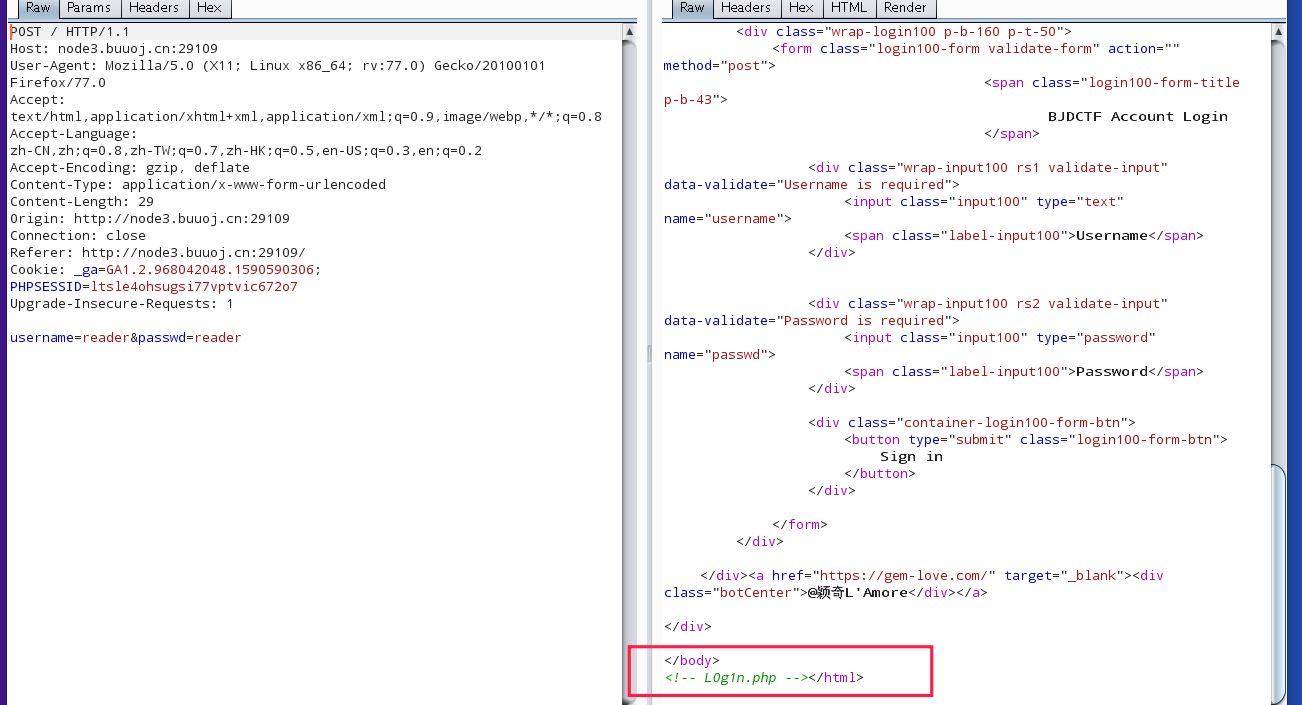 Raw Params Headers Hex
POST / HTTP/1.1
Host: node3.buuoj.cn:29109
User-Agent: Mozilla/5.0 (X11; Linux x86_64; rv:77.0) Gecko/20100101
Firefox/77.0
Accept:
text/html,application/xhtml+xml,application/xml;q=0.9,image/webp,*/*;q=0.8
Accept-Language:
zh-CN,zh;q=0.8,zh-TW;q=0.7,zh-HK;q=0.5,en-US;q=0.3,en;q=0.2
Accept-Encoding: gzip, deflate
Content-Type: application/x-www-form-urlencoded
Content-Length: 29
Origin: http://node3.buuoj.cn:29109
Connection: close
Referer: http://node3.buuoj.cn:29109/
Cookie: _ga=GA1.2.968042048.1590590306;
PHPSESSID=ltsle4ohsugsi77vptvic672o7
Upgrade-Insecure-Requests: 1
username=reader&passwd=reader
Raw Headers Hex HTML Render
<div class="wrap-login100 p-b-160 p-t-50">
<form class="login100-form validate-form" action=""
method="post">
<span class="login100-form-title
p-b-43">
BJDCTF Account Login
</span>
<div class="wrap-input100 rs1 validate-input"
data-validate="Username is required">
<input class="input100" type="text"
name="username">
<span class="label-input100">Username</span>
</div>
<div class="wrap-input100 rs2 validate-input"
data-validate="Password is required">
<input class="input100" type="password"
name="passwd">
<span class="label-input100">Password</span>
</div>
<div class="container-login100-form-btn">
<button type="submit" class="login100-form-btn">
Sign in
</button>
</div>
</form>
</div>
</div><a href="https://gem-love.com/" target="_blank"><div
class="botCenter">@颖奇L'Amore</div></a>
</div>
</body>
<!-- L0g1n.php --></html>